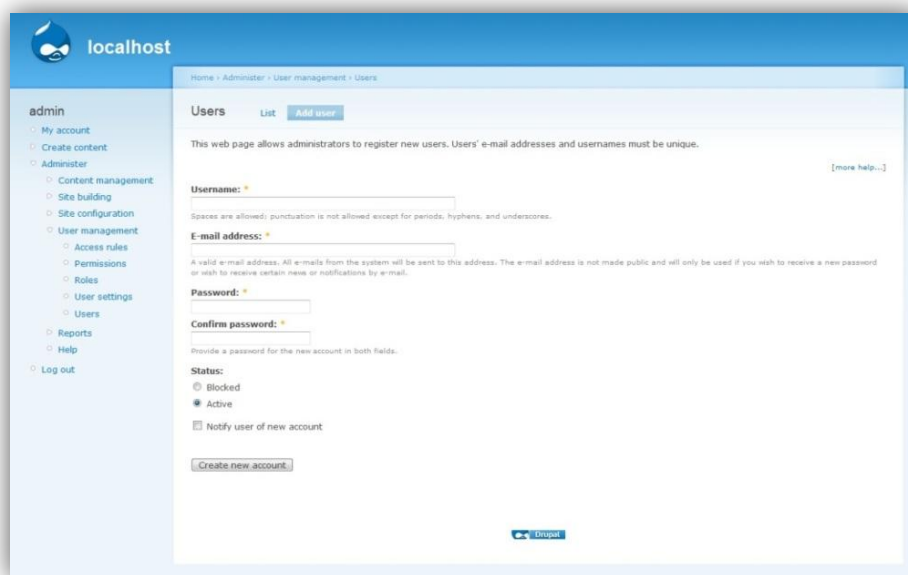 localhost
Home › Administer › User management › Users
admin
My account
Create content
Administer
Content management
Site building
Site configuration
User management
Access rules
Permissions
Roles
User settings
Users
Reports
Help
Log out
Users List Add user
This web page allows administrators to register new users. Users' e-mail addresses and usernames must be unique.
[more help...]
Username: *
Spaces are allowed; punctuation is not allowed except for periods, hyphens, and underscores.
E-mail address: *
A valid e-mail address. All e-mails from the system will be sent to this address. The e-mail address is not made public and will only be used if you wish to receive a new password
or wish to receive certain news or notifications by e-mail.
Password: *
Confirm password: *
Provide a password for the new account in both fields.
Status:
Blocked
Active
Notify user of new account
Create new account
Drupal